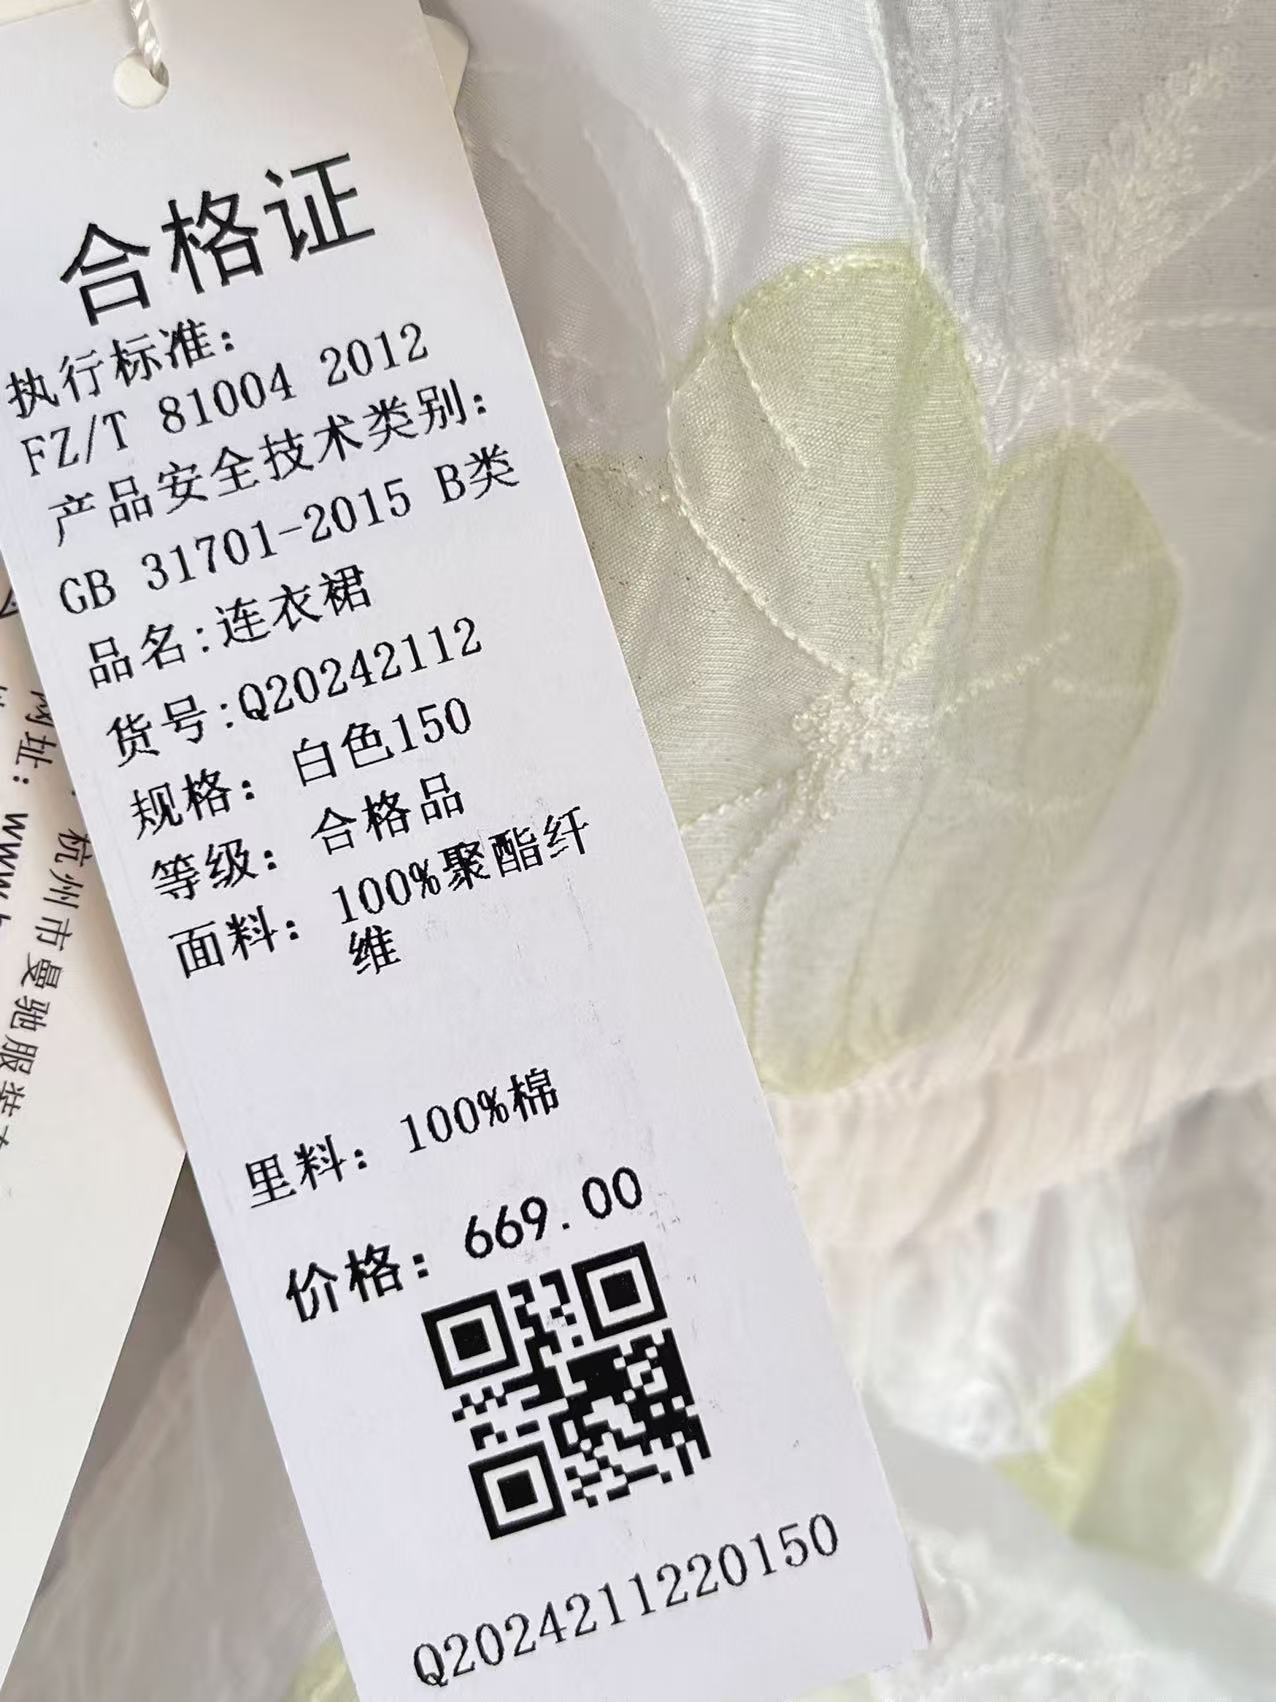 合格证
执行标准：
FZ/T 81004 2012
产品安全技术类别：
GB 31701-2015 B类
品名:连衣裙
货号:Q20242112
规格： 白色150
等级： 合格品
面料： 100%聚酯纤
维
里料： 100%棉
价格： 669.00
Q2024211220150
网址：www.
杭州市曼驰服装